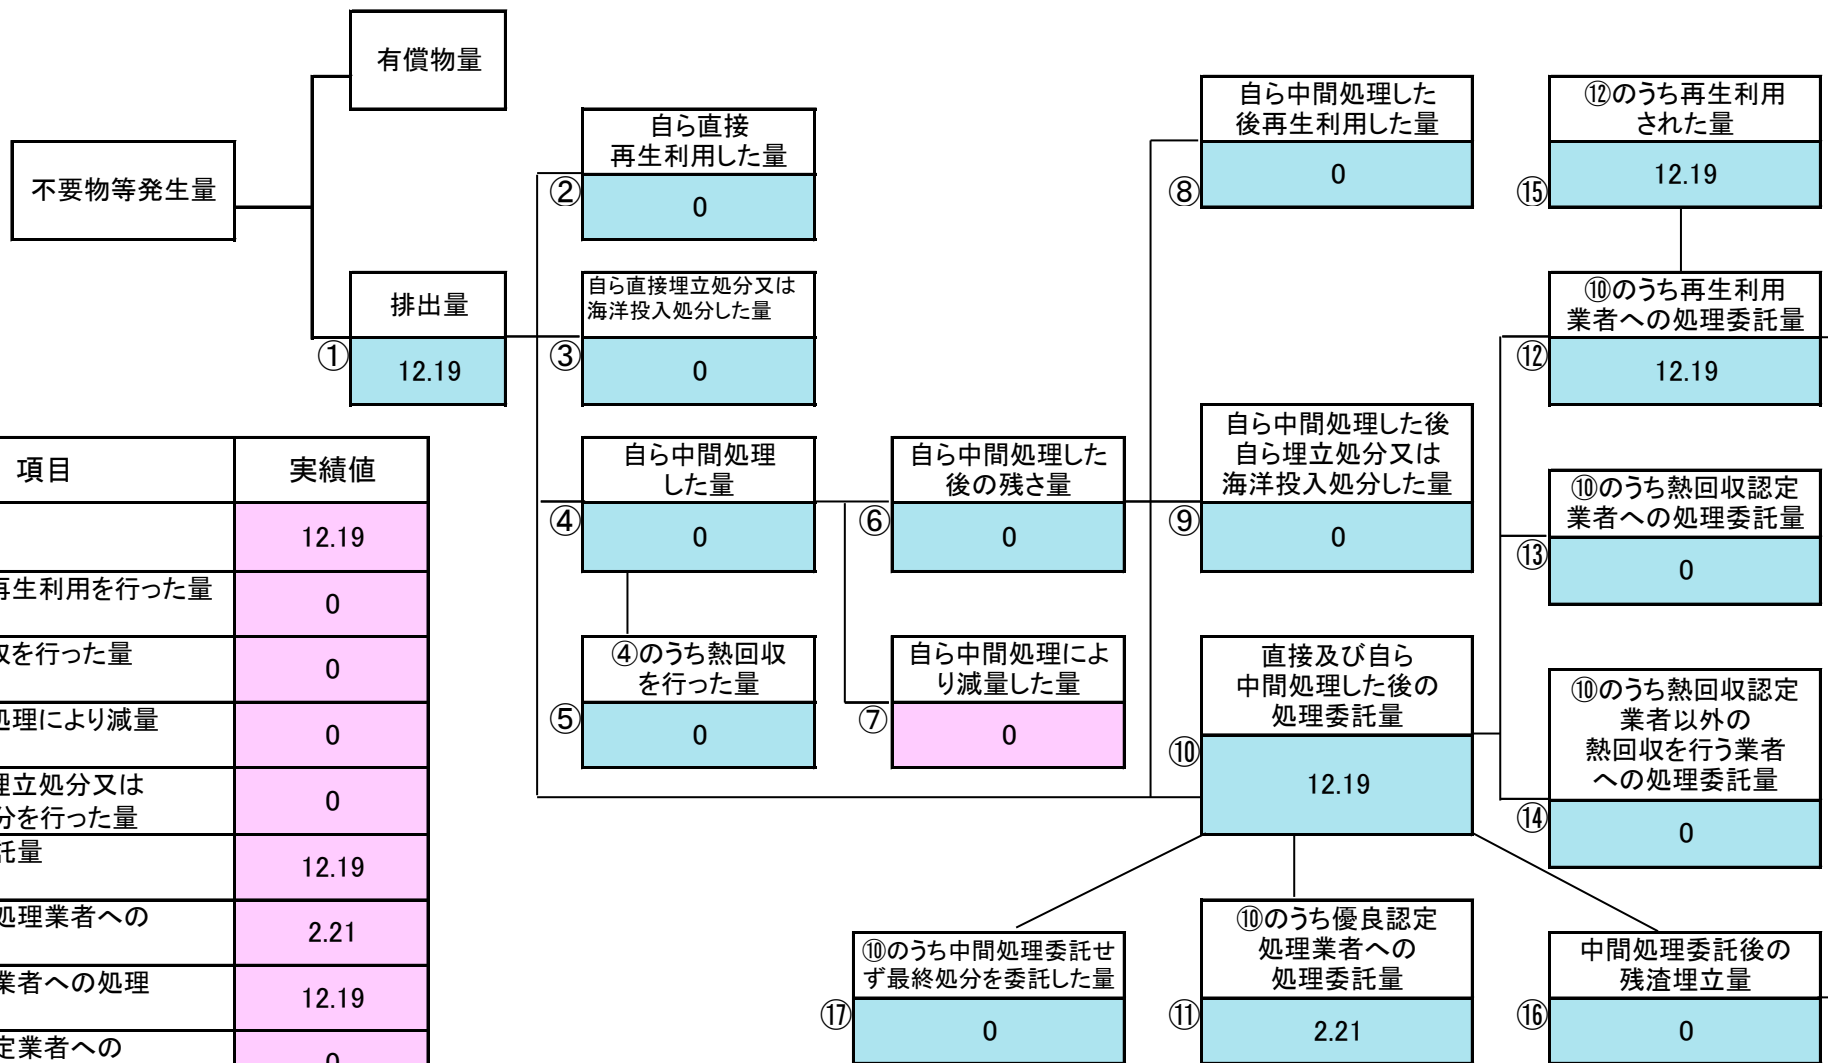 有償物量
不要物等発生量
排出量
①
12.19
自ら直接
再生利用した量
②
0
自ら直接埋立処分又は
海洋投入処分した量
③
0
自ら中間処理
した量
④
0
④のうち熱回収
を行った量
⑤
0
自ら中間処理した
後の残さ量
⑥
0
自ら中間処理によ
り減量した量
⑦
0
自ら中間処理した
後再生利用した量
⑧
0
自ら中間処理した後
自ら埋立処分又は
海洋投入処分した量
⑨
0
直接及び自ら
中間処理した後の
処理委託量
⑩
12.19
⑩のうち優良認定
処理業者への
処理委託量
⑪
2.21
⑩のうち再生利用
業者への処理委託量
⑫
12.19
⑩のうち熱回収認定
業者への処理委託量
⑬
0
⑩のうち熱回収認定
業者以外の
熱回収を行う業者
への処理委託量
⑭
0
⑫のうち再生利用
された量
⑮
12.19
中間処理委託後の
残渣埋立量
⑯
0
⑩のうち中間処理委託せ
ず最終処分を委託した量
⑰
0
項目 実績値
12.19
再生利用を行った量
0
を行った量
0
処理により減量
0
埋立処分又は
分を行った量
0
託量
12.19
処理業者への
2.21
業者への処理
12.19
定業者への
0